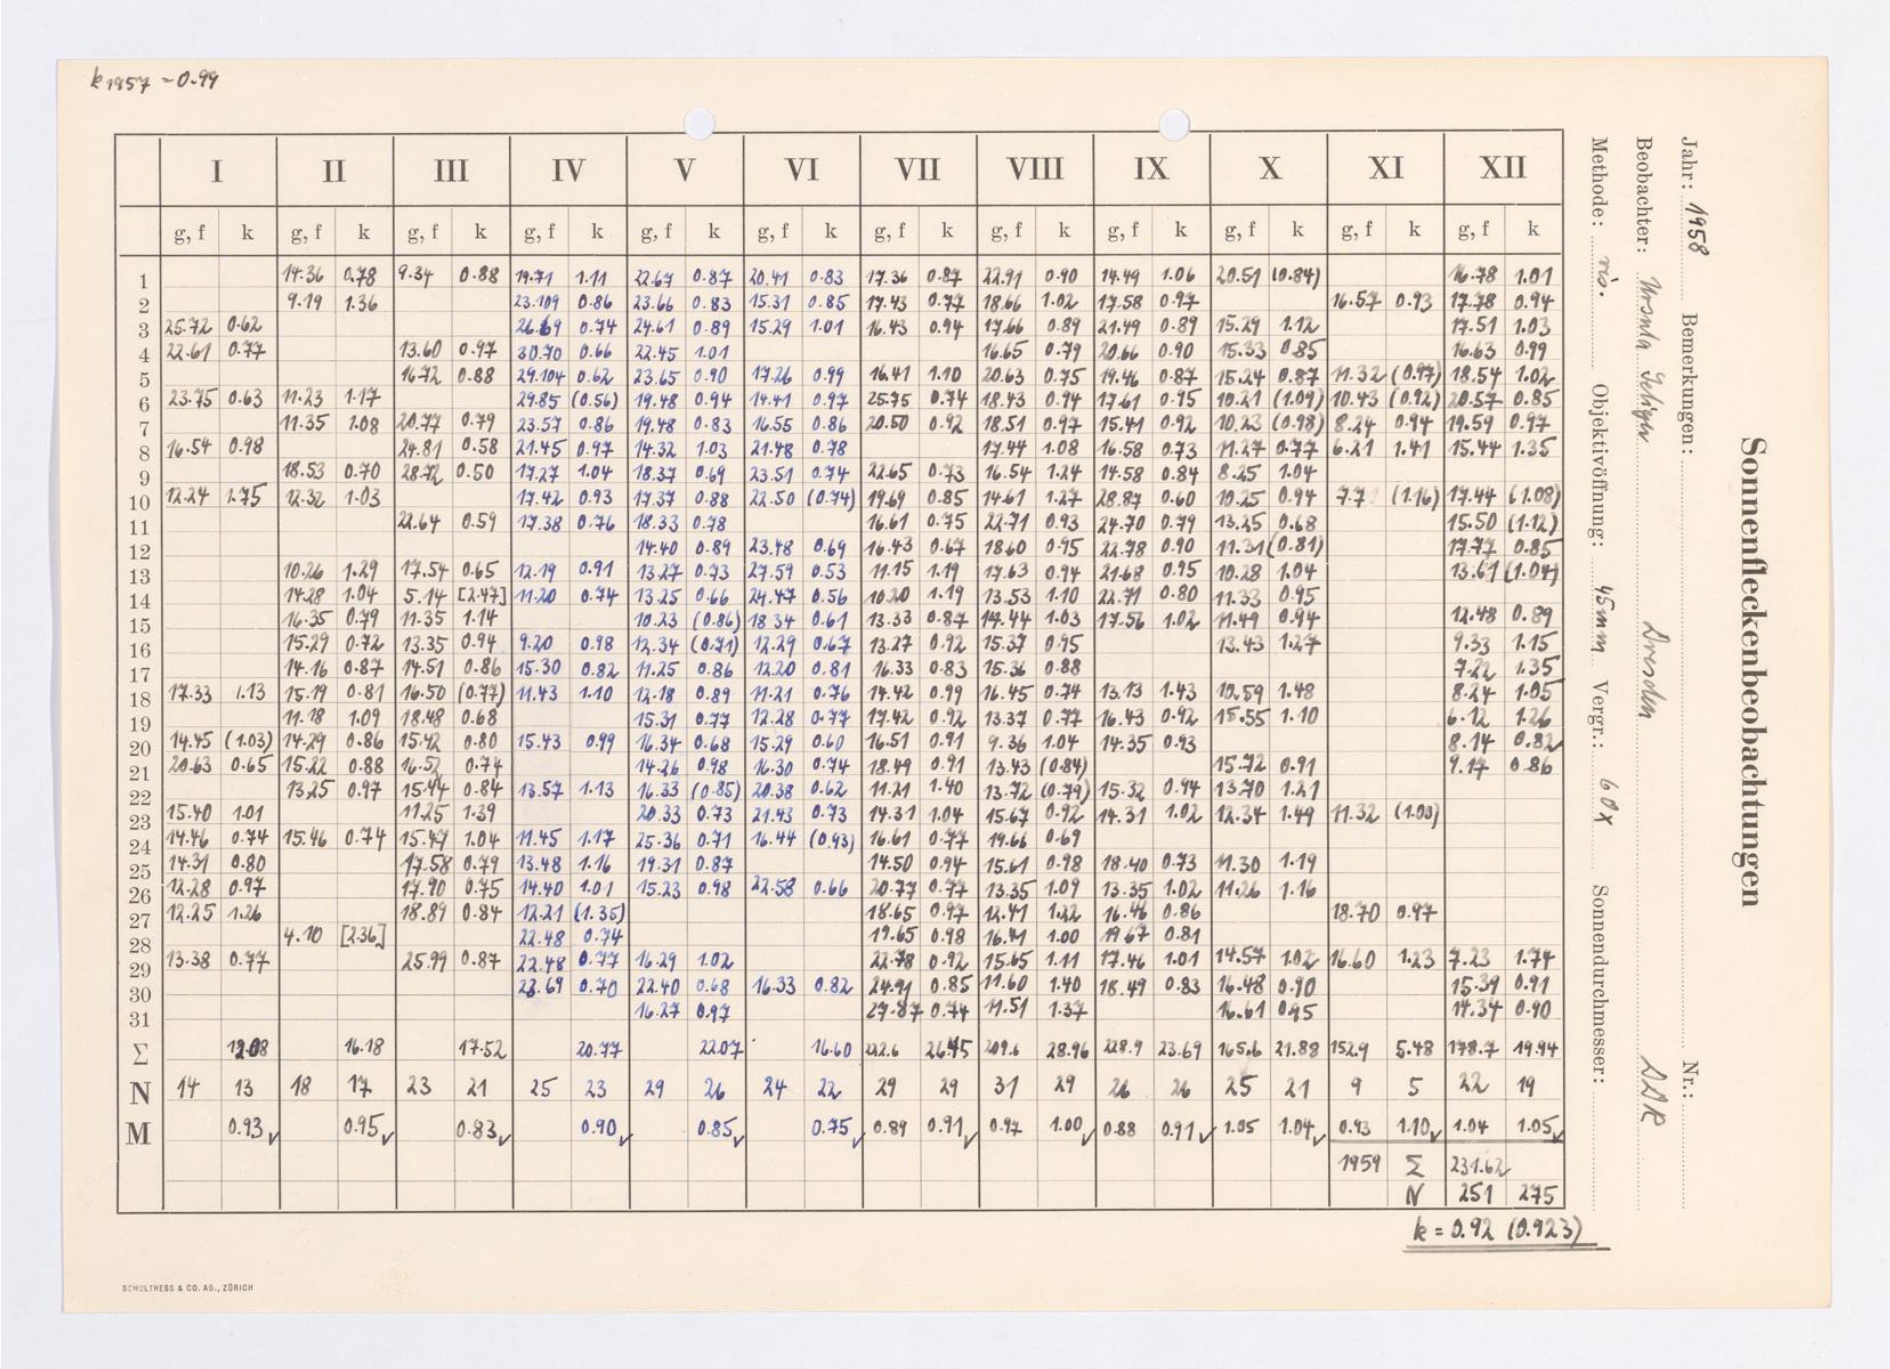 k 1957 = 0.99
Sonnenfleckenbeobachtungen
Jahr: 1958 Bemerkungen: Nr.:
Beobachter: Ursula Dresden DDR
Methode: vis. Objektivöffnung: 45mm Vergr.: 60x Sonnendurchmesser:
I II III IV V VI VII VIII IX X XI XII
g, f k g, f k g, f k g, f k g, f k g, f k g, f k g, f k g, f k g, f k g, f k g, f k
1 14.36 0.78 9.34 0.88 19.71 1.11 22.67 0.87 20.41 0.83 17.36 0.87 22.91 0.90 14.49 1.06 20.51 (0.84) 16.78 1.01
2 9.19 1.36 23.109 0.86 23.66 0.83 15.31 0.85 17.43 0.77 18.66 1.02 17.58 0.97 16.57 0.93 17.78 0.94
3 25.72 0.62 26.69 0.74 24.61 0.89 15.29 1.01 16.43 0.94 17.66 0.89 21.49 0.89 15.29 1.12 17.51 1.03
4 22.61 0.77 13.60 0.97 30.70 0.66 22.45 1.01 16.65 0.79 20.66 0.90 15.33 0.85 16.63 0.99
5 16.72 0.88 29.104 0.62 23.65 0.90 17.26 0.99 16.41 1.10 20.63 0.75 19.46 0.87 15.24 0.87 11.32 (0.97) 18.54 1.02
6 23.75 0.63 11.23 1.17 29.85 (0.56) 19.48 0.94 14.41 0.97 25.75 0.74 18.43 0.94 17.61 0.95 10.21 (1.09) 10.43 (0.92) 20.57 0.85
7 11.35 1.08 20.77 0.79 23.57 0.86 19.48 0.83 16.55 0.86 20.50 0.92 18.51 0.97 15.41 0.92 10.23 (0.98) 8.24 0.94 19.59 0.97
8 16.54 0.98 24.81 0.58 21.45 0.97 14.32 1.03 21.48 0.78 17.44 1.08 16.58 0.73 11.27 0.77 6.21 1.41 15.44 1.35
9 18.53 0.70 28.72 0.50 17.27 1.04 18.37 0.69 23.51 0.74 22.65 0.73 16.54 1.24 14.58 0.84 8.25 1.04
10 12.24 1.75 12.32 1.03 17.42 0.93 17.37 0.88 22.50 (0.74) 19.69 0.85 14.61 1.27 28.87 0.60 10.25 0.94 7.7 (1.16) 17.44 (1.08)
11 22.64 0.59 17.38 0.76 18.33 0.78 16.61 0.75 22.71 0.93 24.70 0.79 13.25 0.68 15.50 (1.12)
12 14.40 0.89 23.48 0.69 16.43 0.67 18.60 0.95 22.78 0.90 11.31 (0.81) 17.77 0.85
13 10.26 1.29 17.54 0.65 12.19 0.91 13.27 0.73 27.59 0.53 11.15 1.19 17.63 0.94 21.68 0.95 10.28 1.04 13.61 (1.04)
14 14.28 1.04 5.14 [2.47] 11.20 0.74 13.25 0.66 24.47 0.56 10.20 1.19 13.53 1.10 22.71 0.80 11.33 0.95
15 16.35 0.79 11.35 1.14 10.23 (0.86) 18.34 0.61 13.33 0.87 14.44 1.03 17.56 1.02 11.49 0.94 12.48 0.89
16 15.29 0.72 13.35 0.94 9.20 0.98 12.34 (0.71) 12.29 0.67 13.27 0.92 15.37 0.95 13.43 1.27 9.33 1.15
17 14.16 0.87 14.51 0.86 15.30 0.82 11.25 0.86 12.20 0.81 16.33 0.83 15.36 0.88 7.22 1.35
18 17.33 1.13 15.19 0.81 16.50 (0.77) 11.43 1.10 12.18 0.89 11.21 0.76 14.42 0.99 16.45 0.74 13.13 1.43 10.59 1.48 8.24 1.05
19 11.18 1.09 18.48 0.68 15.31 0.77 12.28 0.77 17.42 0.92 13.37 0.77 16.43 0.92 15.55 1.10 6.12 1.26
20 14.45 (1.03) 14.29 0.86 15.42 0.80 15.43 0.99 16.34 0.68 15.29 0.60 16.51 0.91 9.36 1.04 14.35 0.93 8.14 0.82
21 20.63 0.65 15.22 0.88 16.52 0.74 14.26 0.98 16.30 0.74 18.49 0.91 13.43 (0.84) 15.72 0.91 9.17 0.86
22 13.25 0.97 15.44 0.84 13.57 1.13 16.33 (0.85) 20.38 0.62 11.21 1.40 13.72 (0.79) 15.32 0.94 13.70 1.21
23 15.40 1.01 11.25 1.39 20.33 0.73 21.43 0.73 14.31 1.04 15.67 0.92 14.31 1.02 12.34 1.49 11.32 (1.03)
24 14.46 0.74 15.46 0.74 15.47 1.04 11.45 1.17 25.36 0.71 16.44 (0.93) 16.61 0.77 19.66 0.69
25 14.31 0.80 17.58 0.79 13.48 1.16 19.31 0.87 14.50 0.94 15.61 0.98 18.40 0.73 11.30 1.19
26 12.28 0.97 17.90 0.75 14.40 1.01 15.23 0.98 22.58 0.66 20.77 0.77 13.35 1.09 13.35 1.02 11.26 1.16
27 12.25 1.26 18.89 0.84 12.21 (1.35) 18.65 0.97 12.41 1.22 16.46 0.86 18.70 0.97
28 4.10 [2.36] 22.48 0.74 19.65 0.98 16.41 1.00 19.67 0.81
29 13.38 0.77 25.99 0.87 22.48 0.77 16.29 1.02 22.78 0.92 15.65 1.11 17.46 1.01 14.57 1.02 16.60 1.23 7.23 1.74
30 23.69 0.70 22.40 0.68 16.33 0.82 24.91 0.85 11.60 1.40 18.49 0.83 16.48 0.90 15.39 0.91
31 16.27 0.97 27.87 0.74 11.51 1.37 16.61 0.95 14.34 0.90
Σ 12.08 16.18 17.52 20.77 22.07 16.60 222.6 26.45 209.6 28.96 228.9 23.69 165.6 21.88 152.9 5.48 178.7 19.94
N 14 13 18 17 23 21 25 23 29 26 24 22 29 29 31 29 26 26 25 21 9 5 22 19
M 0.93 0.95 0.83 0.90 0.85 0.75 0.89 0.91 0.97 1.00 0.88 0.91 1.05 1.04 0.93 1.10 1.04 1.05
1959 Σ 231.62
N 251 275
k = 0.92 (0.923)
SCHULTHESS & CO. AG., ZÜRICH